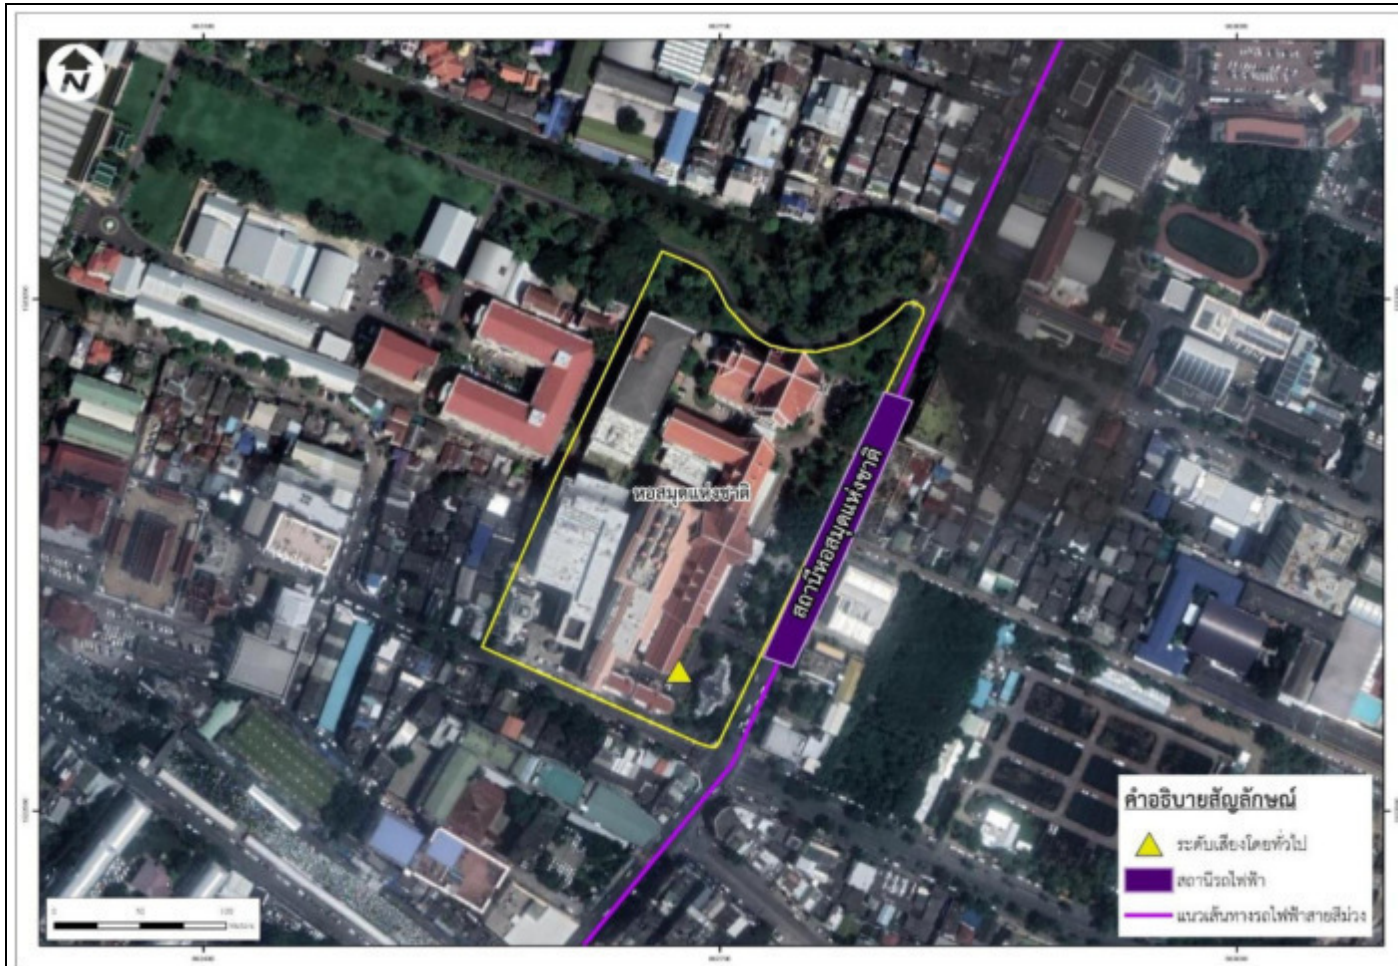 N
หอสมุดแห่งชาติ
สถานีหอสมุดแห่งชาติ
คำอธิบายสัญลักษณ์
ระดับเสียงโดยทั่วไป
สถานีรถไฟฟ้า
แนวเส้นทางรถไฟฟ้าสายสีม่วง
0 50 100
Meters